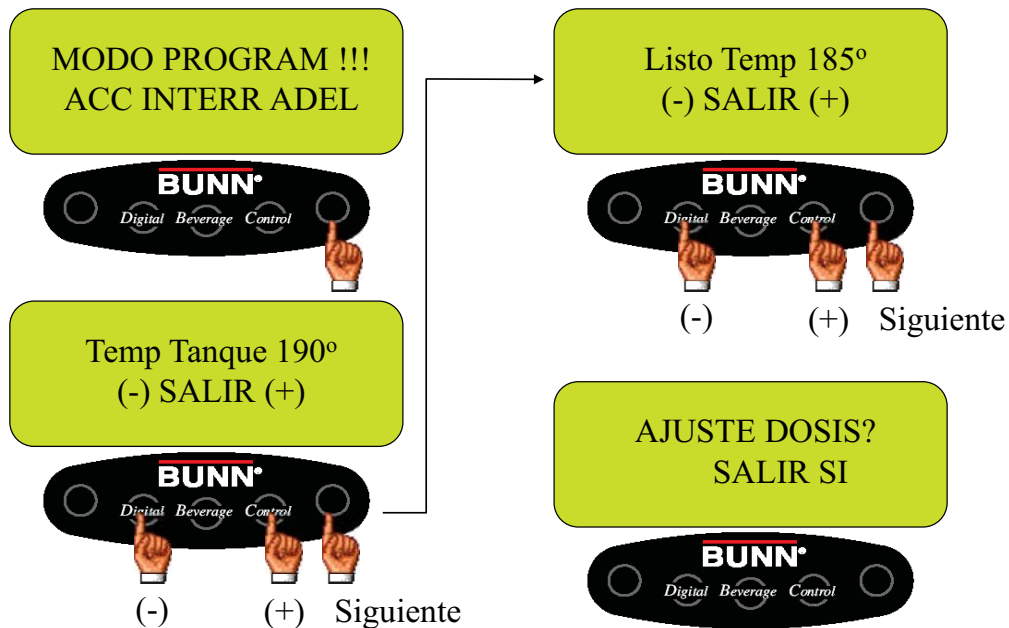 MODO PROGRAM !!!
ACC INTERR ADEL
BUNN®
Digital Beverage Control
Temp Tanque 190º
(-) SALIR (+)
BUNN®
Digital Beverage Control
(-) (+) Siguiente
Listo Temp 185º
(-) SALIR (+)
BUNN®
Digital Beverage Control
(-) (+) Siguiente
AJUSTE DOSIS?
SALIR SI
BUNN®
Digital Beverage Control